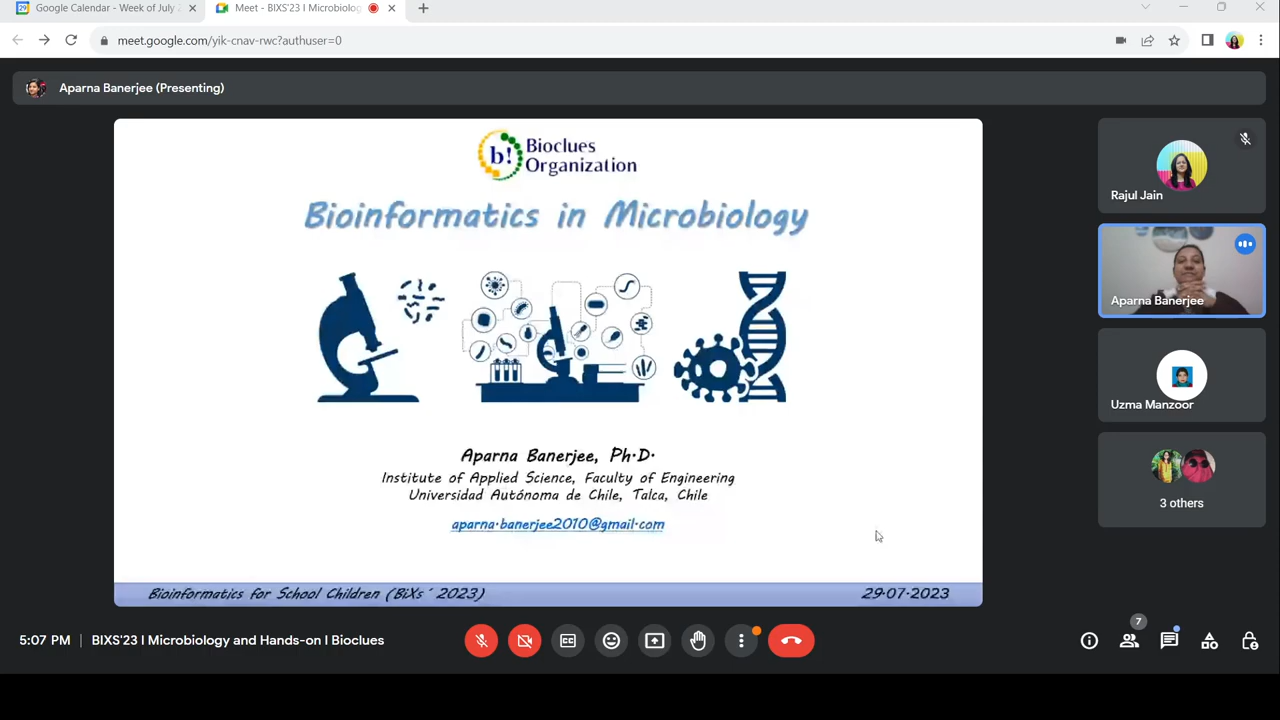 Google Calendar - Week of July
Meet - BIXS'23 I Microbiolog
meet.google.com/yik-cnav-rwc?authuser=0
Aparna Banerjee (Presenting)
b! Bioclues
Organization
Bioinformatics in Microbiology
Aparna Banerjee, Ph.D.
Institute of Applied Science, Faculty of Engineering
Universidad Autónoma de Chile, Talca, Chile
aparna.banerjee2010@gmail.com
Bioinformatics for School Children (BiXs´2023)
29.07.2023
Rajul Jain
Aparna Banerjee
Uzma Manzoor
3 others
5:07 PM | BIXS'23 I Microbiology and Hands-on I Bioclues
7